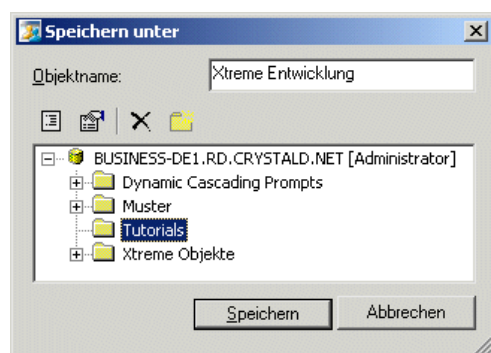 Speichern unter
Objektname: Xtreme Entwicklung
BUSINESS-DE1.RD.CRYSTALD.NET [Administrator]
Dynamic Cascading Prompts
Muster
Tutorials
Xtreme Objekte
Speichern Abbrechen